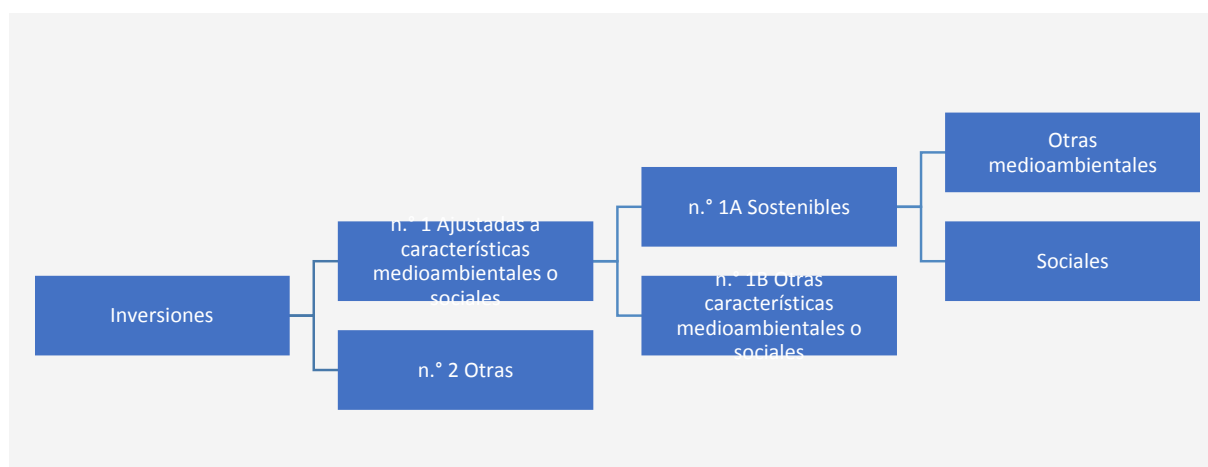 Inversiones
n.° 1 Ajustadas a
características
medioambientales o
sociales
n.° 2 Otras
n.° 1A Sostenibles
n.° 1B Otras
características
medioambientales o
sociales
Otras
medioambientales
Sociales